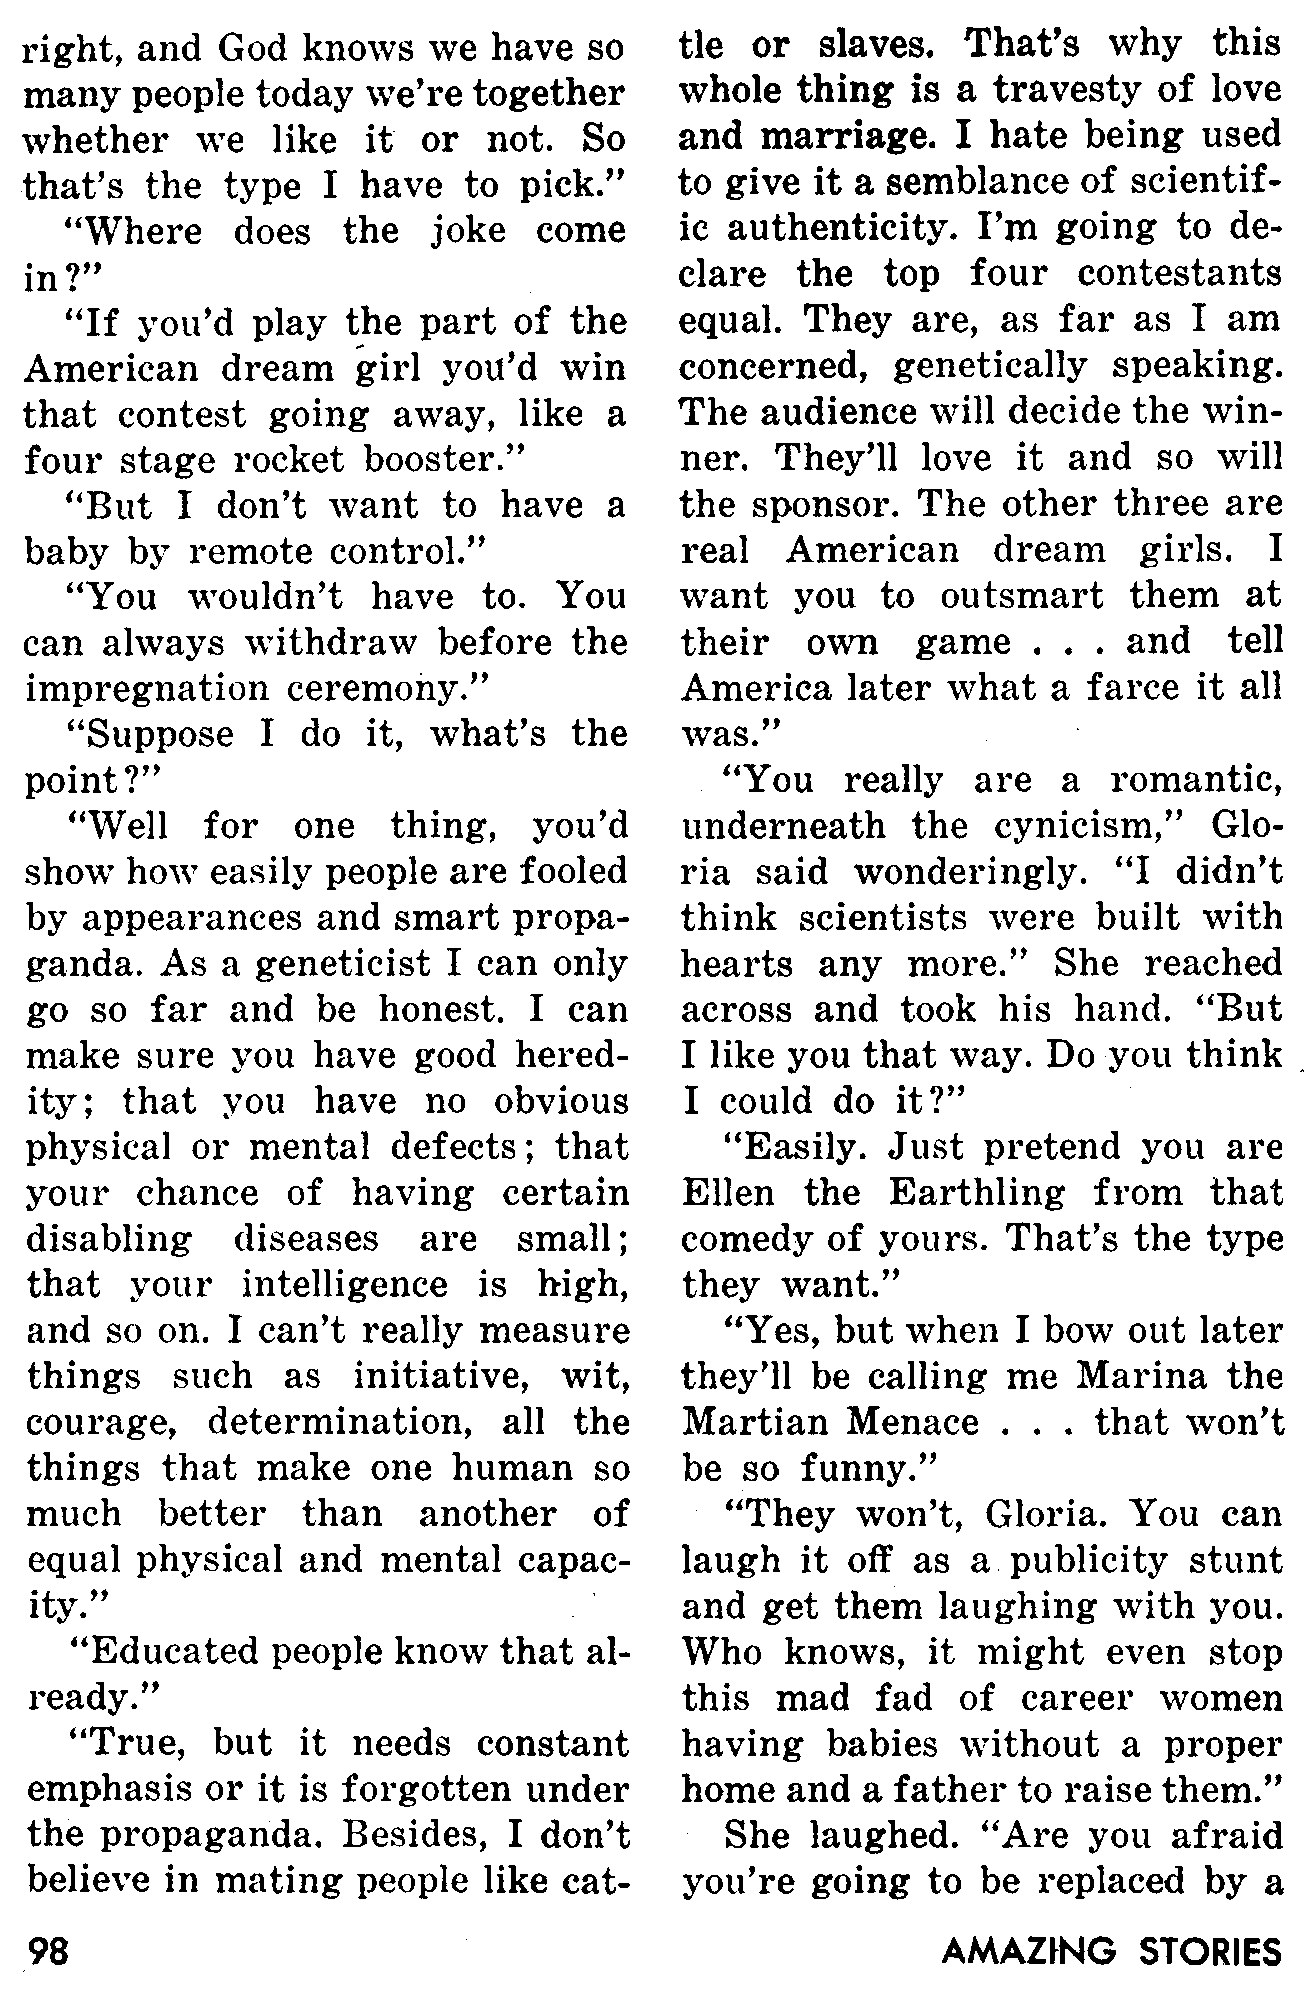 right, and God knows we have so
many people today we're together
whether we like it or not. So
that's the type I have to pick."
"Where does the joke come
in?"
"If you'd play the part of the
American dream girl you'd win
that contest going away, like a
four stage rocket booster."
"But I don't want to have a
baby by remote control."
"You wouldn't have to. You
can always withdraw before the
impregnation ceremony."
"Suppose I do it, what's the
point?"
"Well for one thing, you'd
show how easily people are fooled
by appearances and smart propa-
ganda. As a geneticist I can only
go so far and be honest. I can
make sure you have good hered-
ity; that you have no obvious
physical or mental defects; that
your chance of having certain
disabling diseases are small;
that your intelligence is high,
and so on. I can't really measure
things such as initiative, wit,
courage, determination, all the
things that make one human so
much better than another of
equal physical and mental capac-
ity."
"Educated people know that al-
ready."
"True, but it needs constant
emphasis or it is forgotten under
the propaganda. Besides, I don't
believe in mating people like cat-
tle or slaves. That's why this
whole thing is a travesty of love
and marriage. I hate being used
to give it a semblance of scientif-
ic authenticity. I'm going to de-
clare the top four contestants
equal. They are, as far as I am
concerned, genetically speaking.
The audience will decide the win-
ner. They'll love it and so will
the sponsor. The other three are
real American dream girls. I
want you to outsmart them at
their own game . . . and tell
America later what a farce it all
was."
"You really are a romantic,
underneath the cynicism," Glo-
ria said wonderingly. "I didn't
think scientists were built with
hearts any more." She reached
across and took his hand. "But
I like you that way. Do you think
I could do it?"
"Easily. Just pretend you are
Ellen the Earthling from that
comedy of yours. That's the type
they want."
"Yes, but when I bow out later
they'll be calling me Marina the
Martian Menace . . . that won't
be so funny."
"They won't, Gloria. You can
laugh it off as a publicity stunt
and get them laughing with you.
Who knows, it might even stop
this mad fad of career women
having babies without a proper
home and a father to raise them."
She laughed. "Are you afraid
you're going to be replaced by a
98
AMAZING STORIES